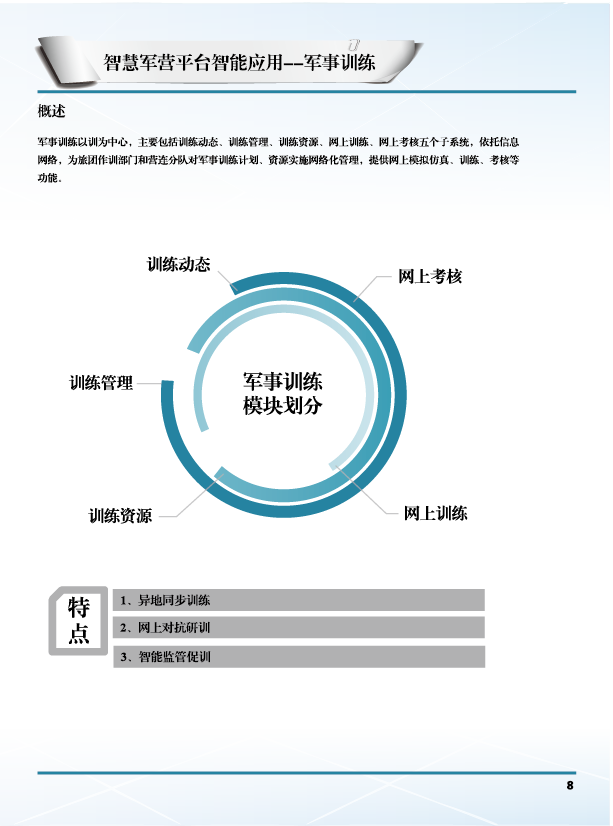 智慧军营平台智能应用--军事训练
概述
军事训练以训为中心，主要包括训练动态、训练管理、训练资源、网上训练、网上考核五个子系统，依托信息
网络，为旅团作训部门和营连分队对军事训练计划、资源实施网络化管理，提供网上模拟仿真、训练、考核等
功能．
训练动态
网上考核
训练管理
军事训练
模块划分
训练资源
网上训练
特
点
1、异地同步训练
2、网上对抗研训
3、智能监管促训
8